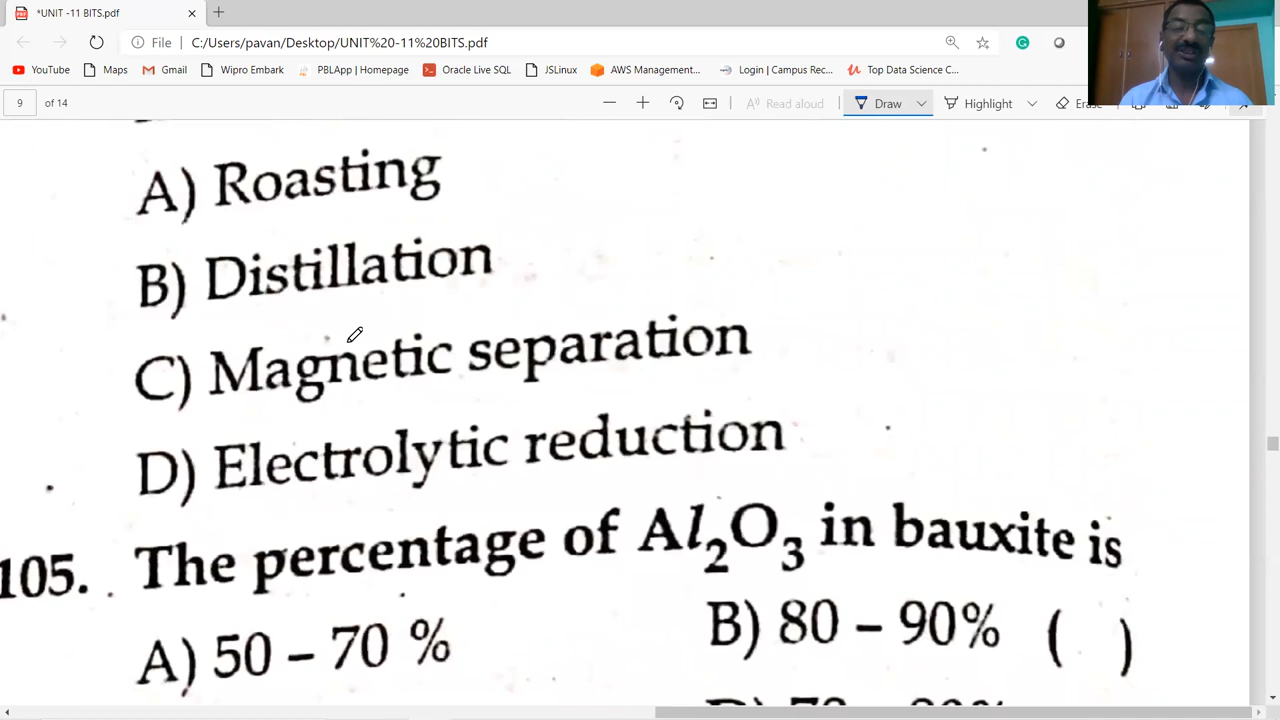 *UNIT -11 BITS.pdf
File C:/Users/pavan/Desktop/UNIT%20-11%20BITS.pdf
YouTube Maps Gmail Wipro Embark PBLApp | Homepage Oracle Live SQL JSLinux AWS Management... Login | Campus Rec... Top Data Science C...
9 of 14 Read aloud Draw Highlight Erase
A) Roasting
B) Distillation
C) Magnetic separation
D) Electrolytic reduction
105. The percentage of Al₂O₃ in bauxite is
A) 50 – 70 % B) 80 – 90% ( )